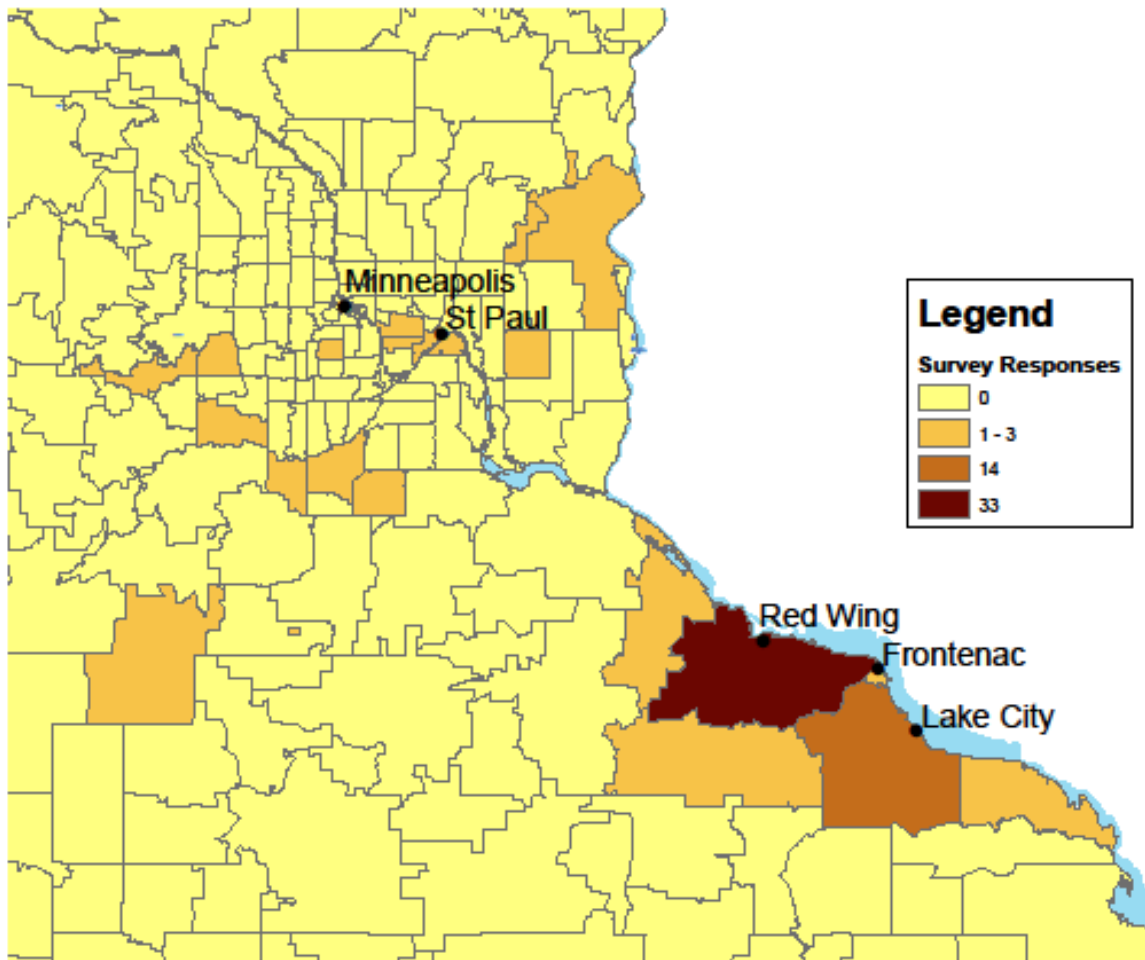 Minneapolis
St Paul
Legend
Survey Responses
0
1 - 3
14
33
Red Wing
Frontenac
Lake City